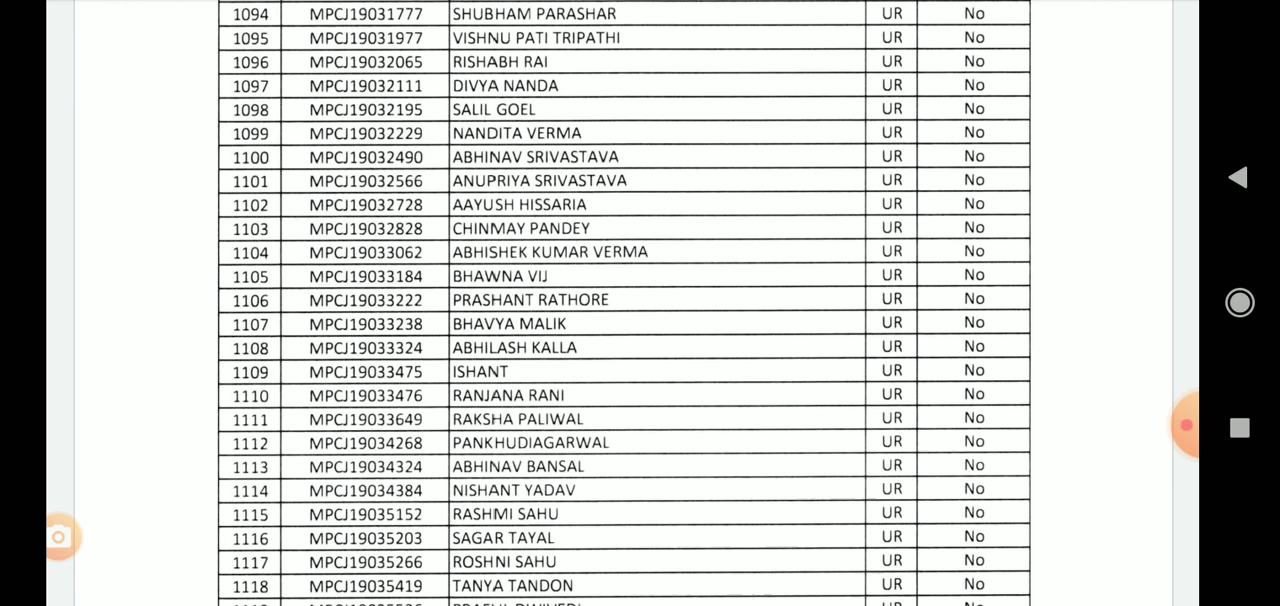 1094 MPCJ19031777 SHUBHAM PARASHAR UR No
1095 MPCJ19031977 VISHNU PATI TRIPATHI UR No
1096 MPCJ19032065 RISHABH RAI UR No
1097 MPCJ19032111 DIVYA NANDA UR No
1098 MPCJ19032195 SALIL GOEL UR No
1099 MPCJ19032229 NANDITA VERMA UR No
1100 MPCJ19032490 ABHINAV SRIVASTAVA UR No
1101 MPCJ19032566 ANUPRIYA SRIVASTAVA UR No
1102 MPCJ19032728 AAYUSH HISSARIA UR No
1103 MPCJ19032828 CHINMAY PANDEY UR No
1104 MPCJ19033062 ABHISHEK KUMAR VERMA UR No
1105 MPCJ19033184 BHAWNA VIJ UR No
1106 MPCJ19033222 PRASHANT RATHORE UR No
1107 MPCJ19033238 BHAVYA MALIK UR No
1108 MPCJ19033324 ABHILASH KALLA UR No
1109 MPCJ19033475 ISHANT UR No
1110 MPCJ19033476 RANJANA RANI UR No
1111 MPCJ19033649 RAKSHA PALIWAL UR No
1112 MPCJ19034268 PANKHUDIAGARWAL UR No
1113 MPCJ19034324 ABHINAV BANSAL UR No
1114 MPCJ19034384 NISHANT YADAV UR No
1115 MPCJ19035152 RASHMI SAHU UR No
1116 MPCJ19035203 SAGAR TAYAL UR No
1117 MPCJ19035266 ROSHNI SAHU UR No
1118 MPCJ19035419 TANYA TANDON UR No